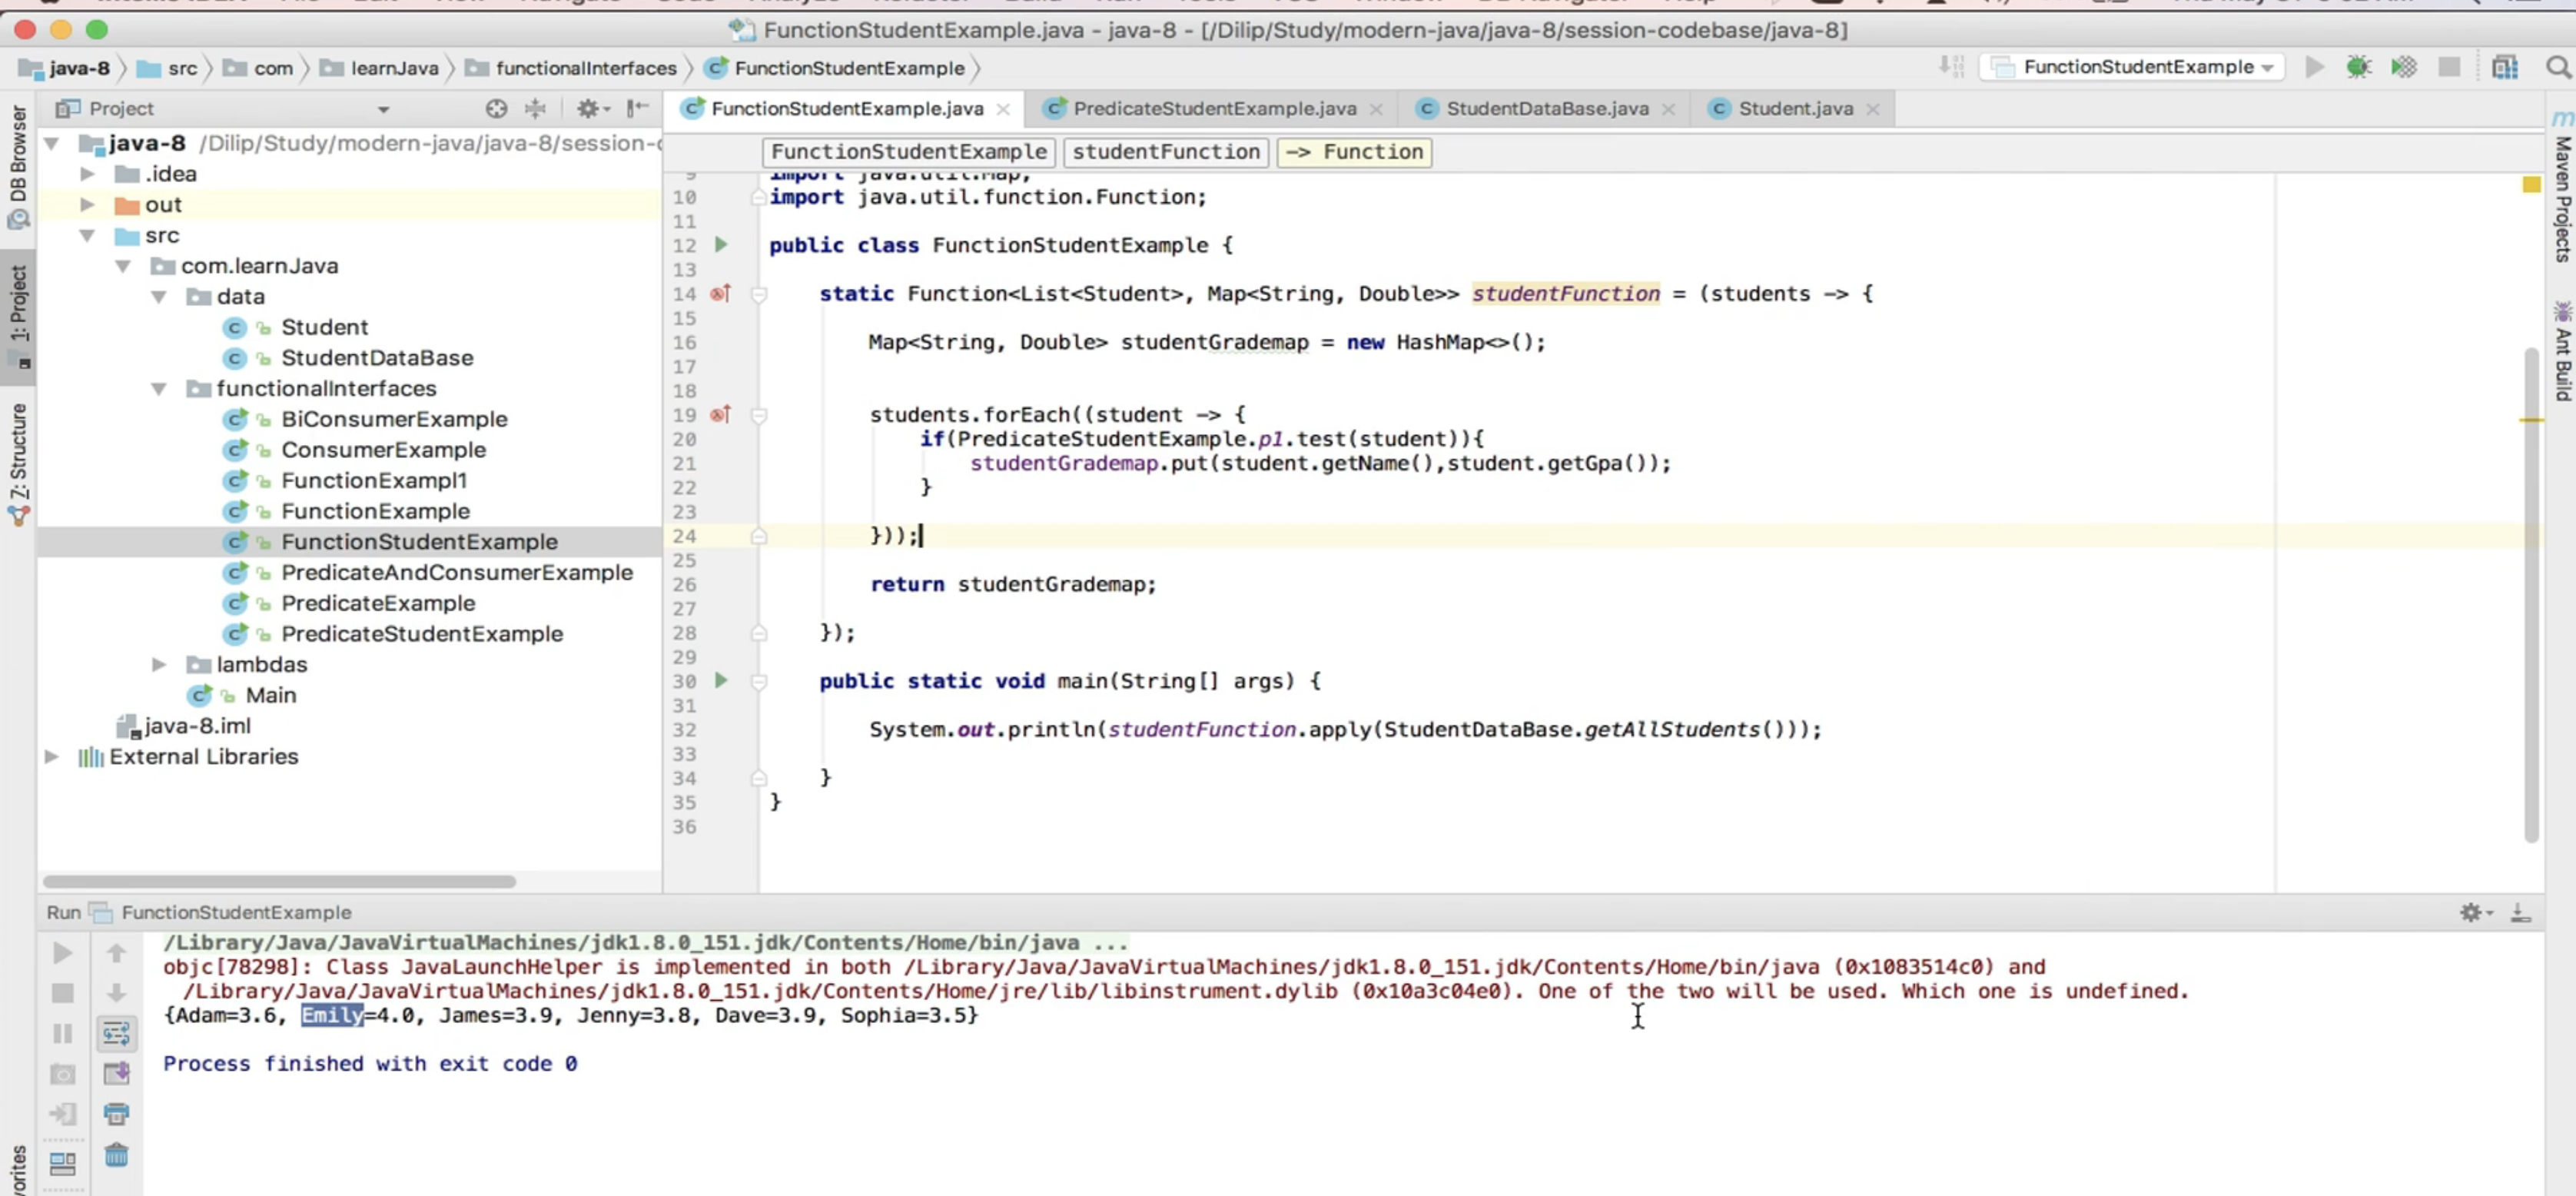 FunctionStudentExample.java - java-8 - [/Dilip/Study/modern-java/java-8/session-codebase/java-8]
java-8 src com learnJava functionalInterfaces FunctionStudentExample
FunctionStudentExample
Project
FunctionStudentExample.java PredicateStudentExample.java StudentDataBase.java Student.java
java-8 /Dilip/Study/modern-java/java-8/session-
.idea
out
src
com.learnJava
data
Student
StudentDataBase
functionalInterfaces
BiConsumerExample
ConsumerExample
FunctionExampl1
FunctionExample
FunctionStudentExample
PredicateAndConsumerExample
PredicateExample
PredicateStudentExample
lambdas
Main
java-8.iml
External Libraries
DB Browser
1: Project
Z: Structure
FunctionStudentExample studentFunction -> Function
9 import java.util.Map;
10 import java.util.function.Function;
11
12 public class FunctionStudentExample {
13
14 static Function<List<Student>, Map<String, Double>> studentFunction = (students -> {
15
16 Map<String, Double> studentGrademap = new HashMap<>();
17
18
19 students.forEach((student -> {
20 if(PredicateStudentExample.p1.test(student)){
21 studentGrademap.put(student.getName(),student.getGpa());
22 }
23
24 }));
25
26 return studentGrademap;
27
28 });
29
30 public static void main(String[] args) {
31
32 System.out.println(studentFunction.apply(StudentDataBase.getAllStudents()));
33
34 }
35 }
36
Maven Projects
Ant Build
Run FunctionStudentExample
/Library/Java/JavaVirtualMachines/jdk1.8.0_151.jdk/Contents/Home/bin/java ...
objc[78298]: Class JavaLaunchHelper is implemented in both /Library/Java/JavaVirtualMachines/jdk1.8.0_151.jdk/Contents/Home/bin/java (0x1083514c0) and
/Library/Java/JavaVirtualMachines/jdk1.8.0_151.jdk/Contents/Home/jre/lib/libinstrument.dylib (0x10a3c04e0). One of the two will be used. Which one is undefined.
{Adam=3.6, Emily=4.0, James=3.9, Jenny=3.8, Dave=3.9, Sophia=3.5}
Process finished with exit code 0